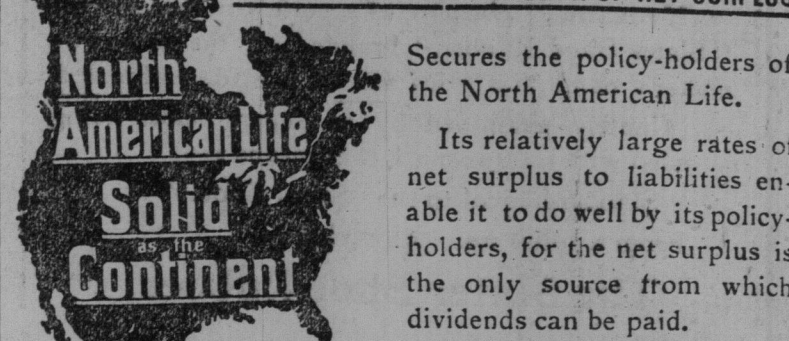 North
American Life
Solid
as the
Continent
Secures the policy-holders of
the North American Life.
Its relatively large rates of
net surplus to liabilities en-
able it to do well by its policy-
holders, for the net surplus is
the only source from which
dividends can be paid.